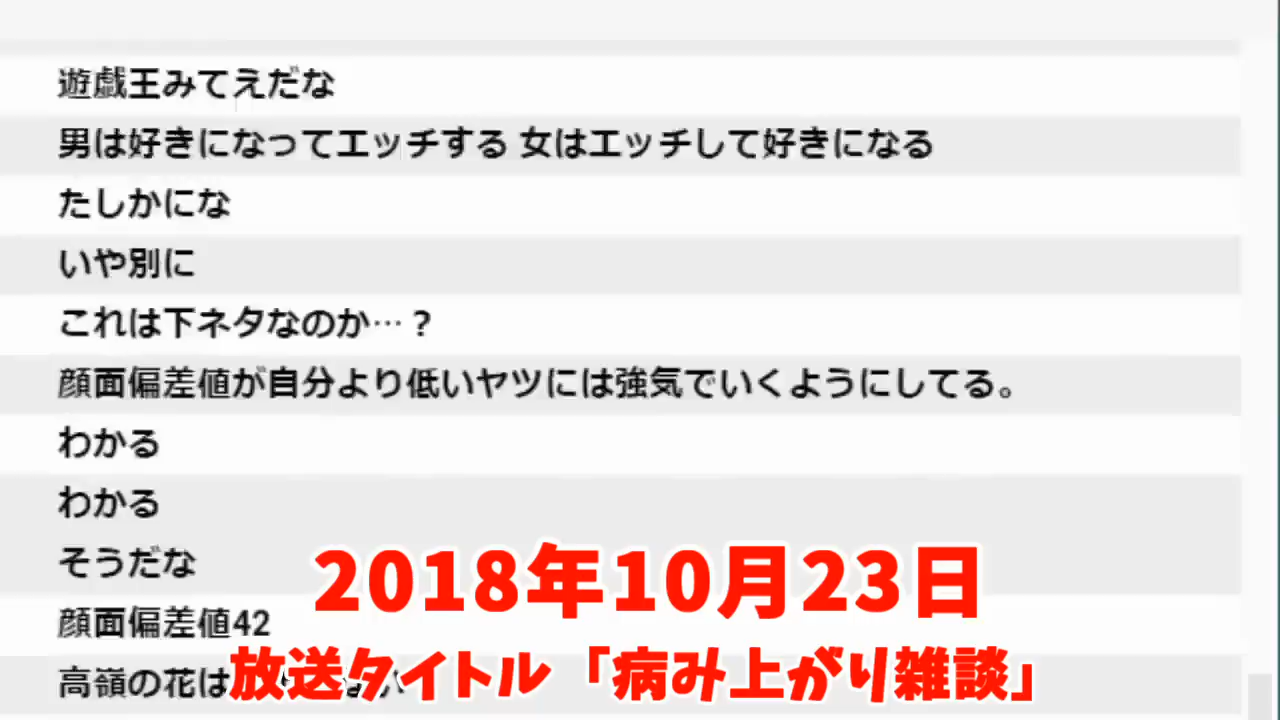 遊戯王みてえだな
男は好きになってエッチする 女はエッチして好きになる
たしかにな
いや別に
これは下ネタなのか…？
顔面偏差値が自分より低いヤツには強気でいくようにしてる。
わかる
わかる
そうだな
2018年10月23日
顔面偏差値42
高嶺の花は
放送タイトル「病み上がり雑談」